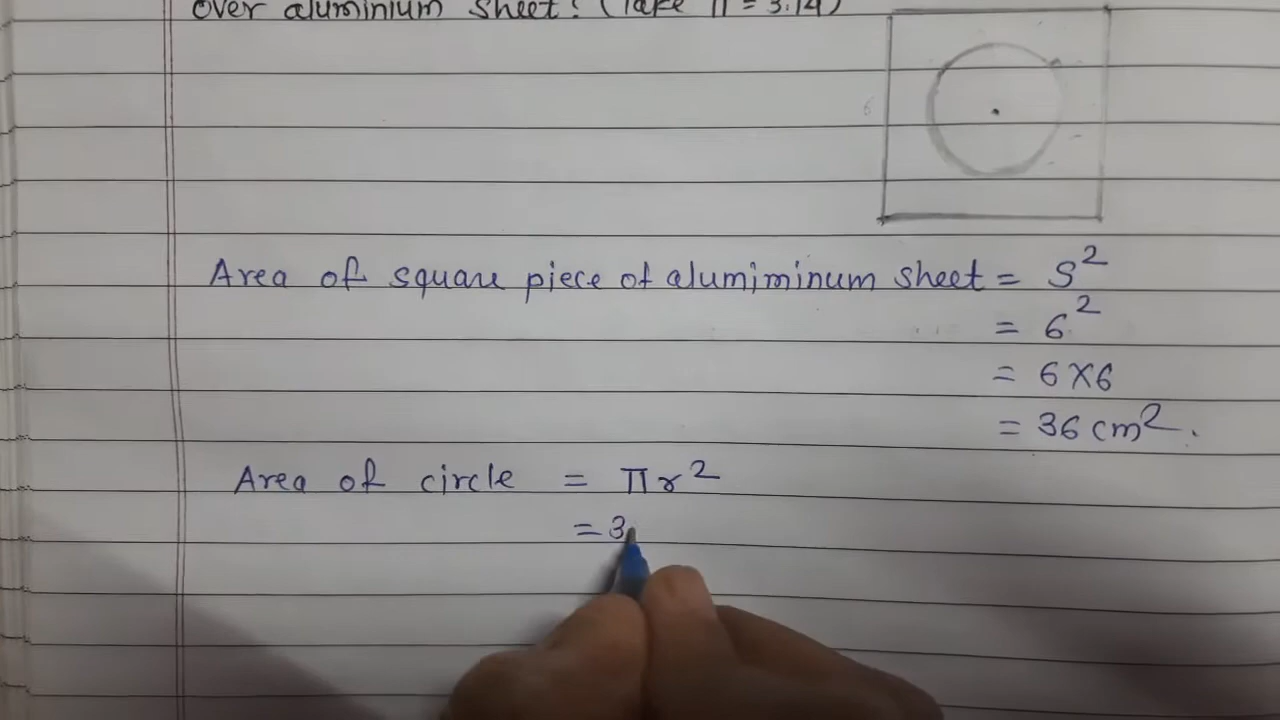 over aluminium sheet? (Take π = 3.14)
6
Area of square piece of alumiminum sheet = S²
= 6²
= 6×6
= 36 cm².
Area of circle = πr²
= 3